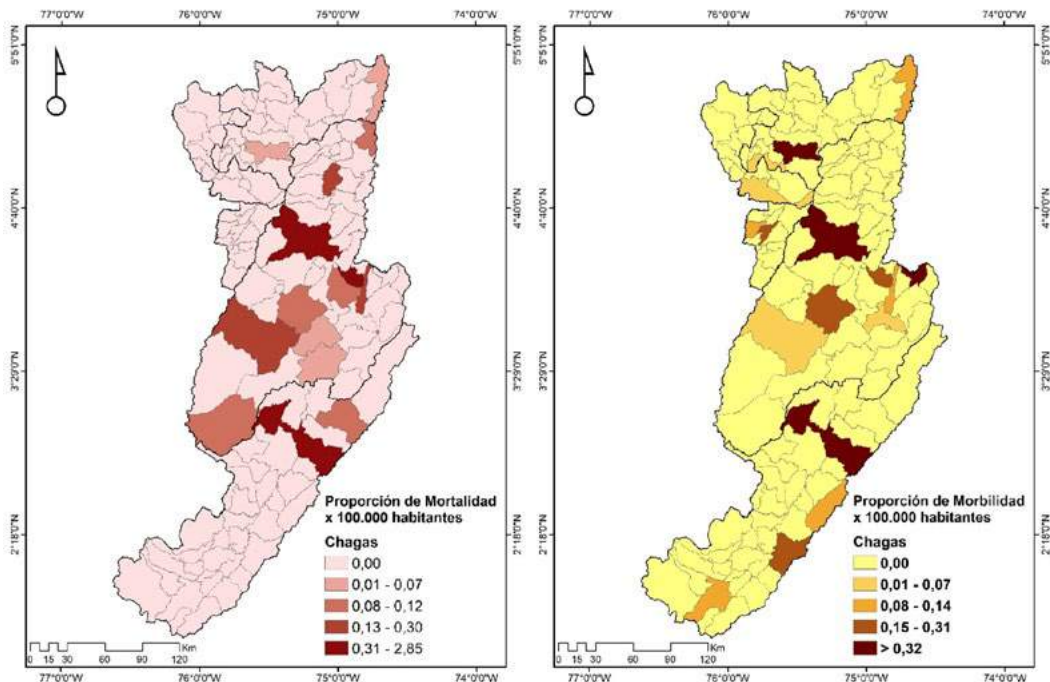 77°0'0"W 76°0'0"W 75°0'0"W 74°0'0"W
5°51'0"N
4°40'0"N
3°29'0"N
2°18'0"N
Proporción de Mortalidad
x 100.000 habitantes
Chagas
0,00
0,01 - 0,07
0,08 - 0,12
0,13 - 0,30
0,31 - 2,85
Km
0 15 30 60 90 120
77°0'0"W 76°0'0"W 75°0'0"W 74°0'0"W
77°0'0"W 76°0'0"W 75°0'0"W 74°0'0"W
5°51'0"N
4°40'0"N
3°29'0"N
2°18'0"N
Proporción de Morbilidad
x 100.000 habitantes
Chagas
0,00
0,01 - 0,07
0,08 - 0,14
0,15 - 0,31
> 0,32
Km
0 15 30 60 90 120
77°0'0"W 76°0'0"W 75°0'0"W 74°0'0"W